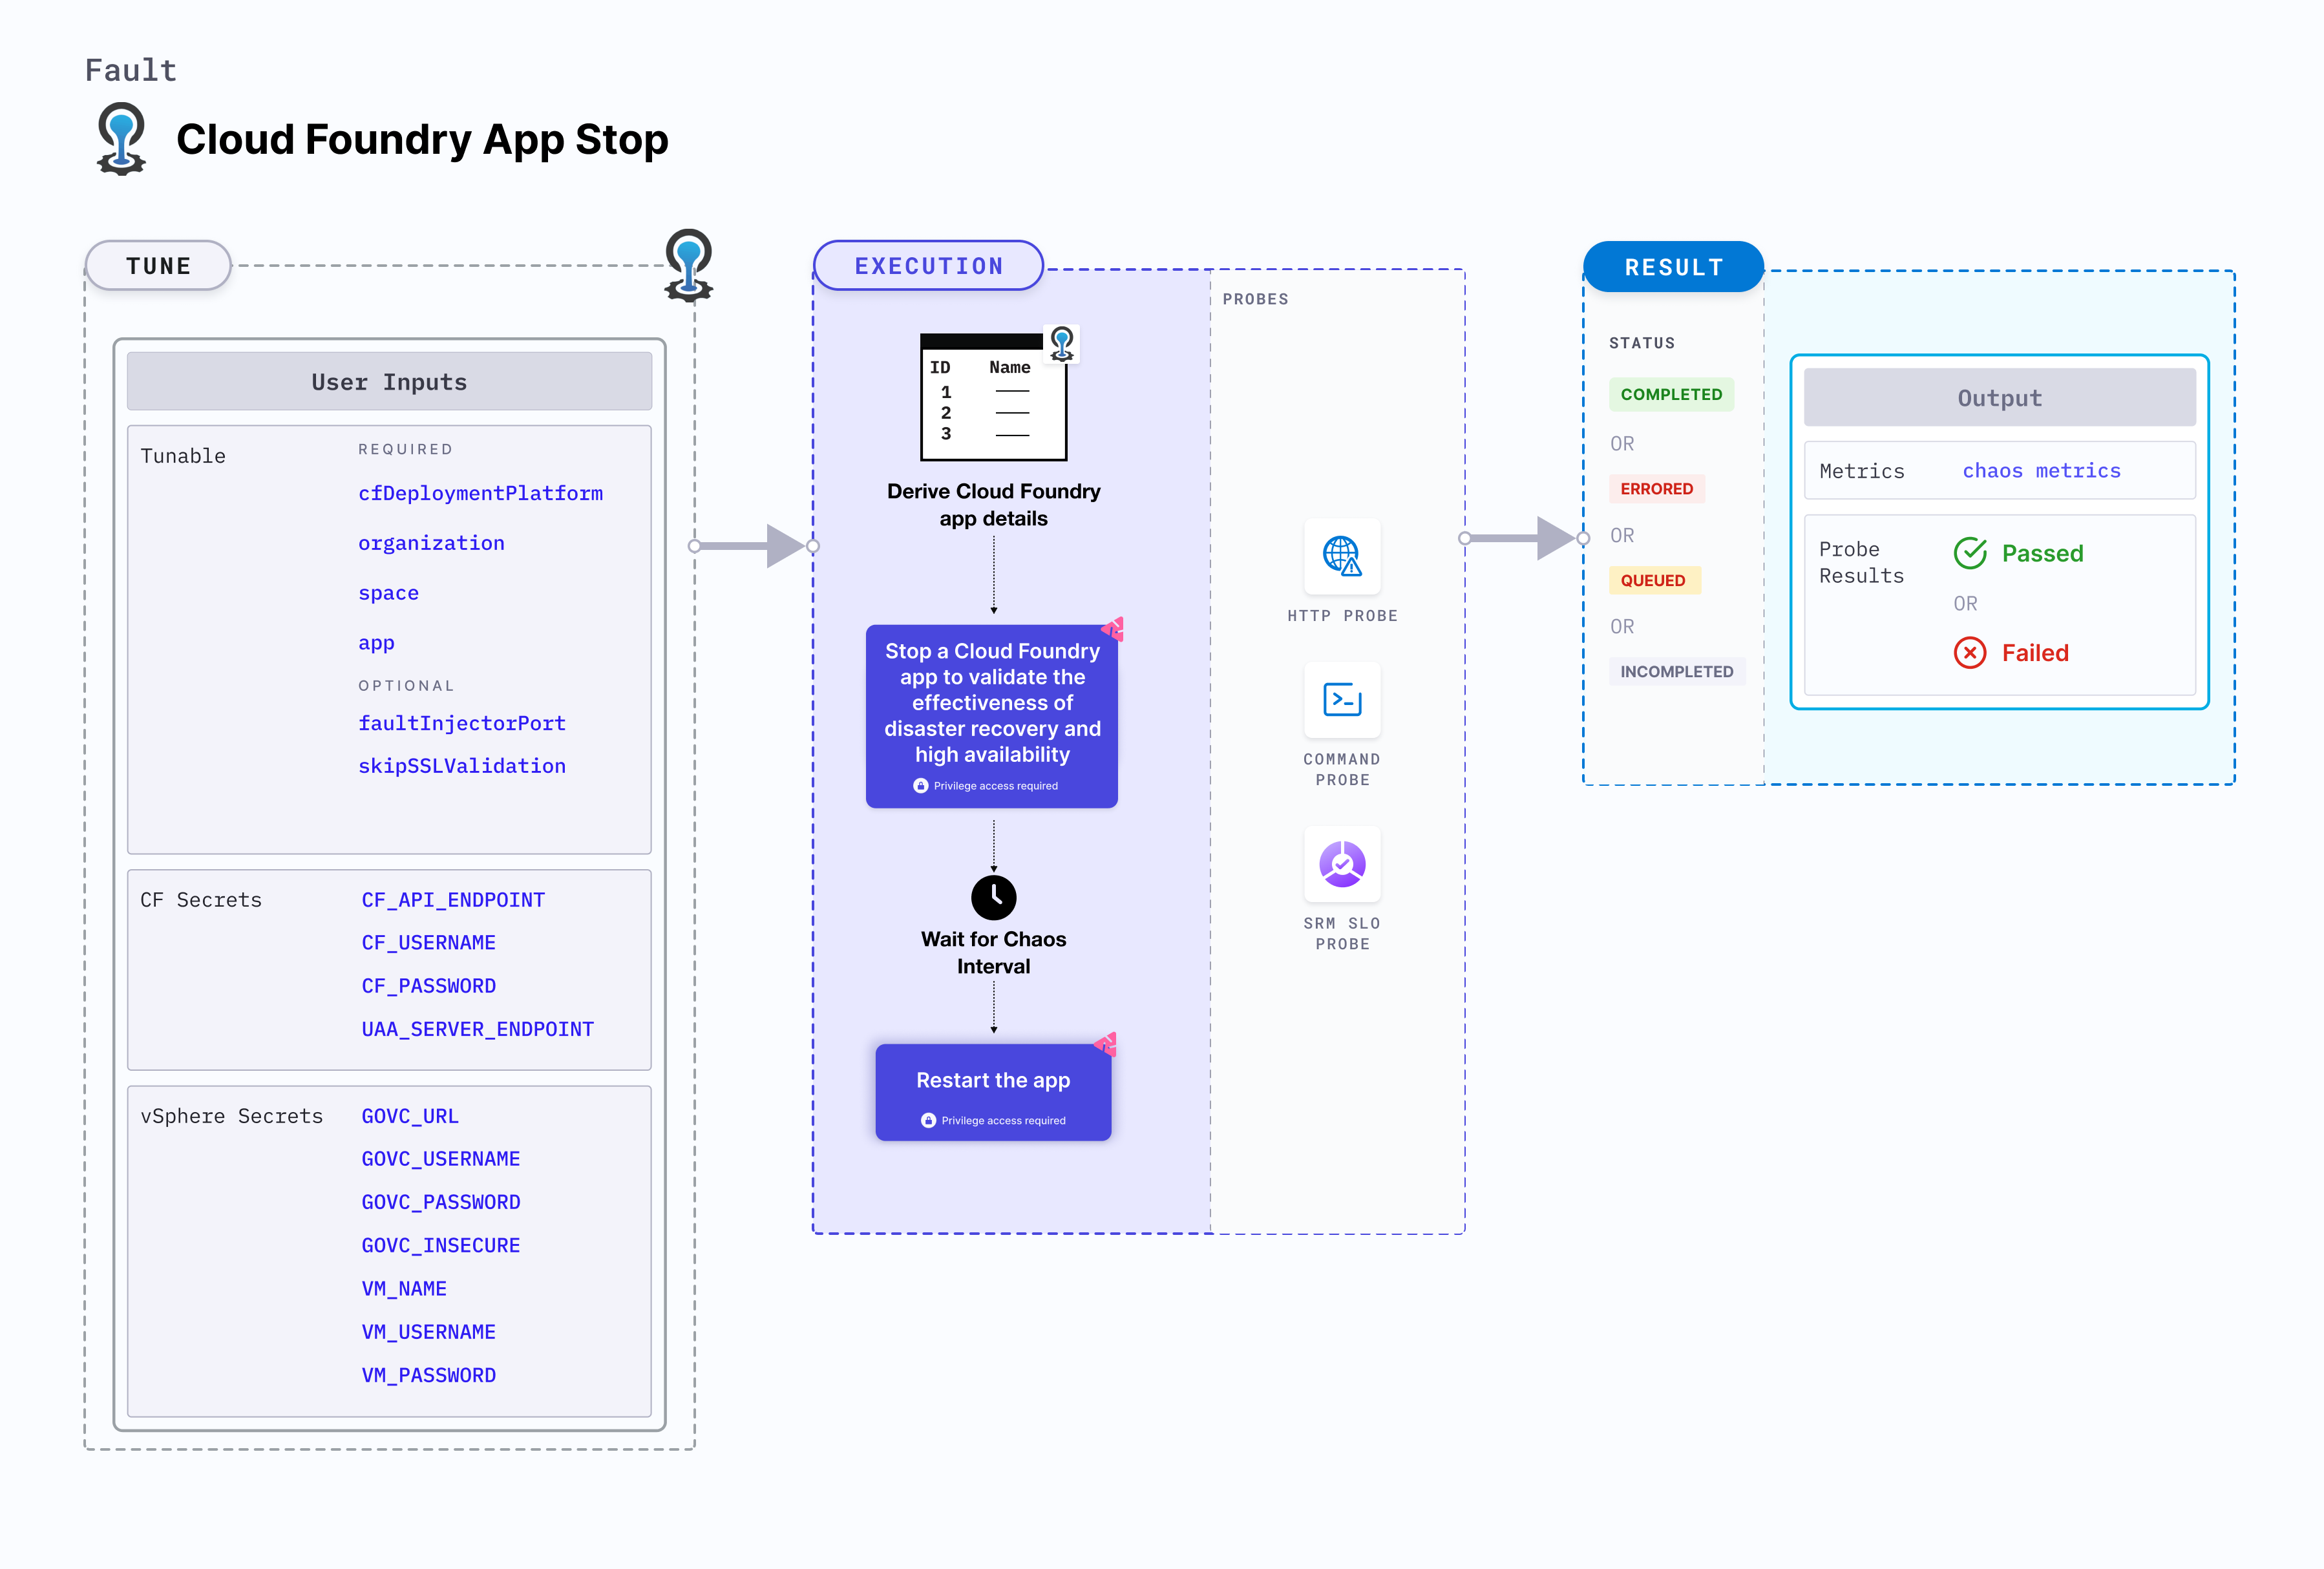 Fault
Cloud Foundry App Stop
TUNE
User Inputs
Tunable
REQUIRED
cfDeploymentPlatform
organization
space
app
OPTIONAL
faultInjectorPort
skipSSLValidation
CF Secrets
CF_API_ENDPOINT
CF_USERNAME
CF_PASSWORD
UAA_SERVER_ENDPOINT
vSphere Secrets
GOVC_URL
GOVC_USERNAME
GOVC_PASSWORD
GOVC_INSECURE
VM_NAME
VM_USERNAME
VM_PASSWORD
EXECUTION
ID Name
1
2
3
Derive Cloud Foundry
app details
Stop a Cloud Foundry
app to validate the
effectiveness of
disaster recovery and
high availability
Privilege access required
Wait for Chaos
Interval
Restart the app
Privilege access required
PROBES
HTTP PROBE
COMMAND
PROBE
SRM SLO
PROBE
RESULT
STATUS
COMPLETED
OR
ERRORED
OR
QUEUED
OR
INCOMPLETED
Output
Metrics chaos metrics
Probe
Results
Passed
OR
Failed